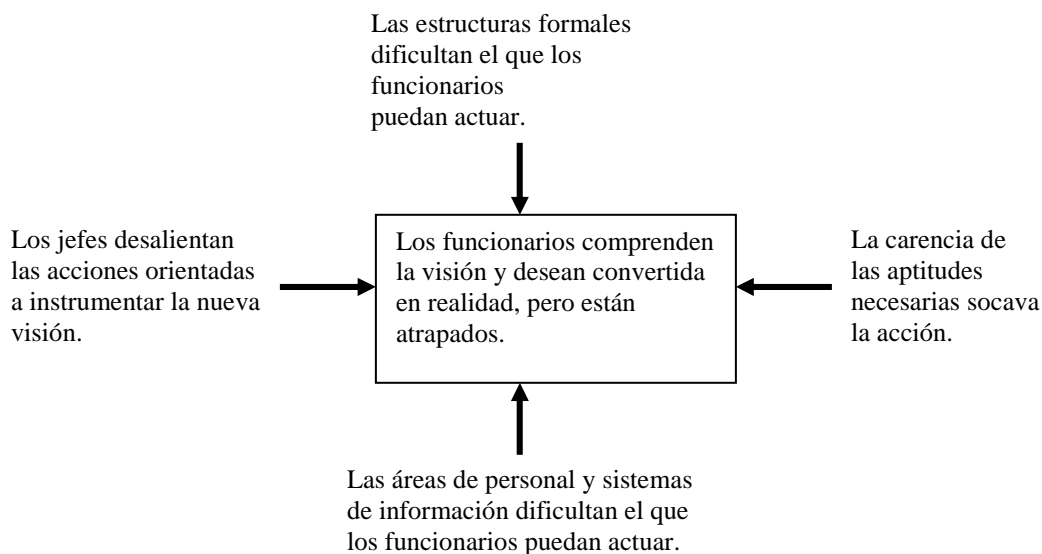 Las estructuras formales
dificultan el que los
funcionarios
puedan actuar.
Los jefes desalientan
las acciones orientadas
a instrumentar la nueva
visión.
Los funcionarios comprenden
la visión y desean convertida
en realidad, pero están
atrapados.
La carencia de
las aptitudes
necesarias socava
la acción.
Las áreas de personal y sistemas
de información dificultan el que
los funcionarios puedan actuar.